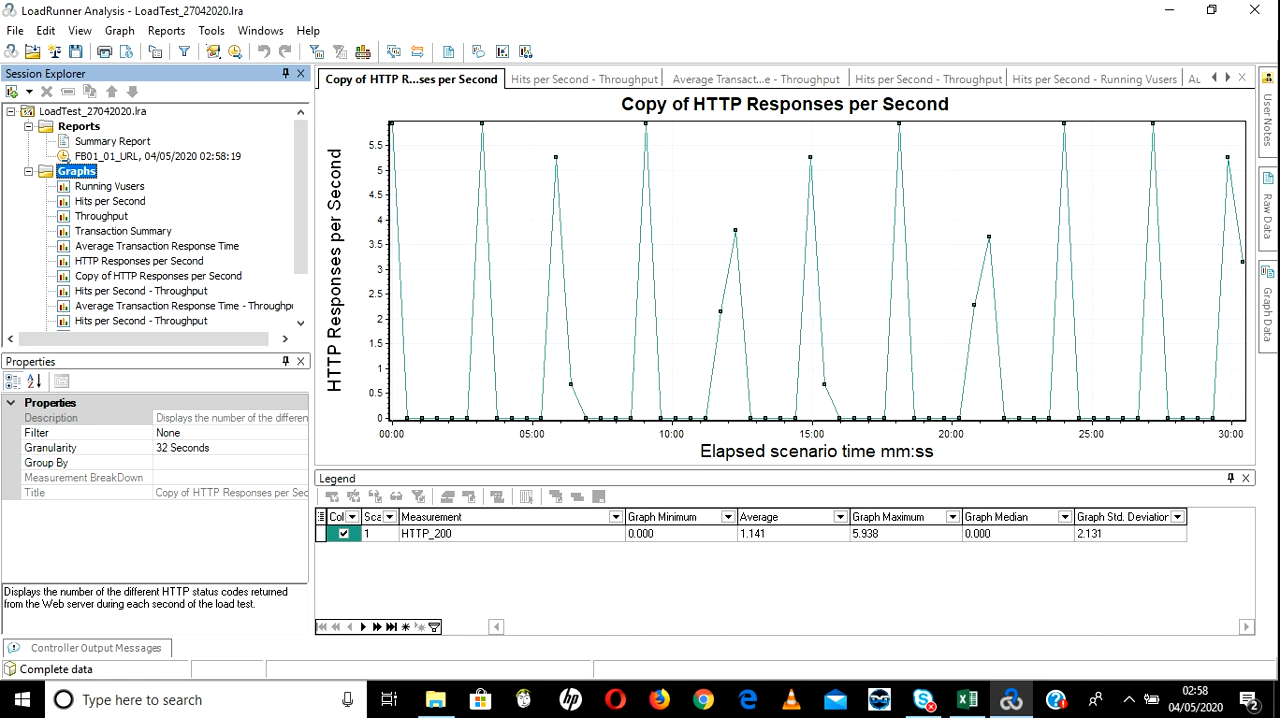 LoadRunner Analysis - LoadTest_27042020.lra
File Edit View Graph Reports Tools Windows Help
Session Explorer
LoadTest_27042020.lra
Reports
Summary Report
FB01_01_URL, 04/05/2020 02:58:19
Graphs
Running Vusers
Hits per Second
Throughput
Transaction Summary
Average Transaction Response Time
HTTP Responses per Second
Copy of HTTP Responses per Second
Hits per Second - Throughput
Average Transaction Response Time - Throughp
Hits per Second - Throughput
Properties
Properties
Description Displays the number of the differen
Filter None
Granularity 32 Seconds
Group By
Measurement BreakDown
Title Copy of HTTP Responses per Sec
Displays the number of the different HTTP status codes returned
from the Web server during each second of the load test.
Controller Output Messages
Complete data
Copy of HTTP R...ses per Second Hits per Second - Throughput Average Transact...e - Throughput Hits per Second - Throughput Hits per Second - Running Vusers Au
Copy of HTTP Responses per Second
HTTP Responses per Second
5.5
5
4.5
4
3.5
3
2.5
2
1.5
1
0.5
0
00:00 05:00 10:00 15:00 20:00 25:00 30:00
Elapsed scenario time mm:ss
Legend
Col Sca Measurement Graph Minimum Average Graph Maximum Graph Median Graph Std. Deviation
1 HTTP_200 0.000 1.141 5.938 0.000 2.131
User Notes
Raw Data
Graph Data
Type here to search
02:58
04/05/2020
2